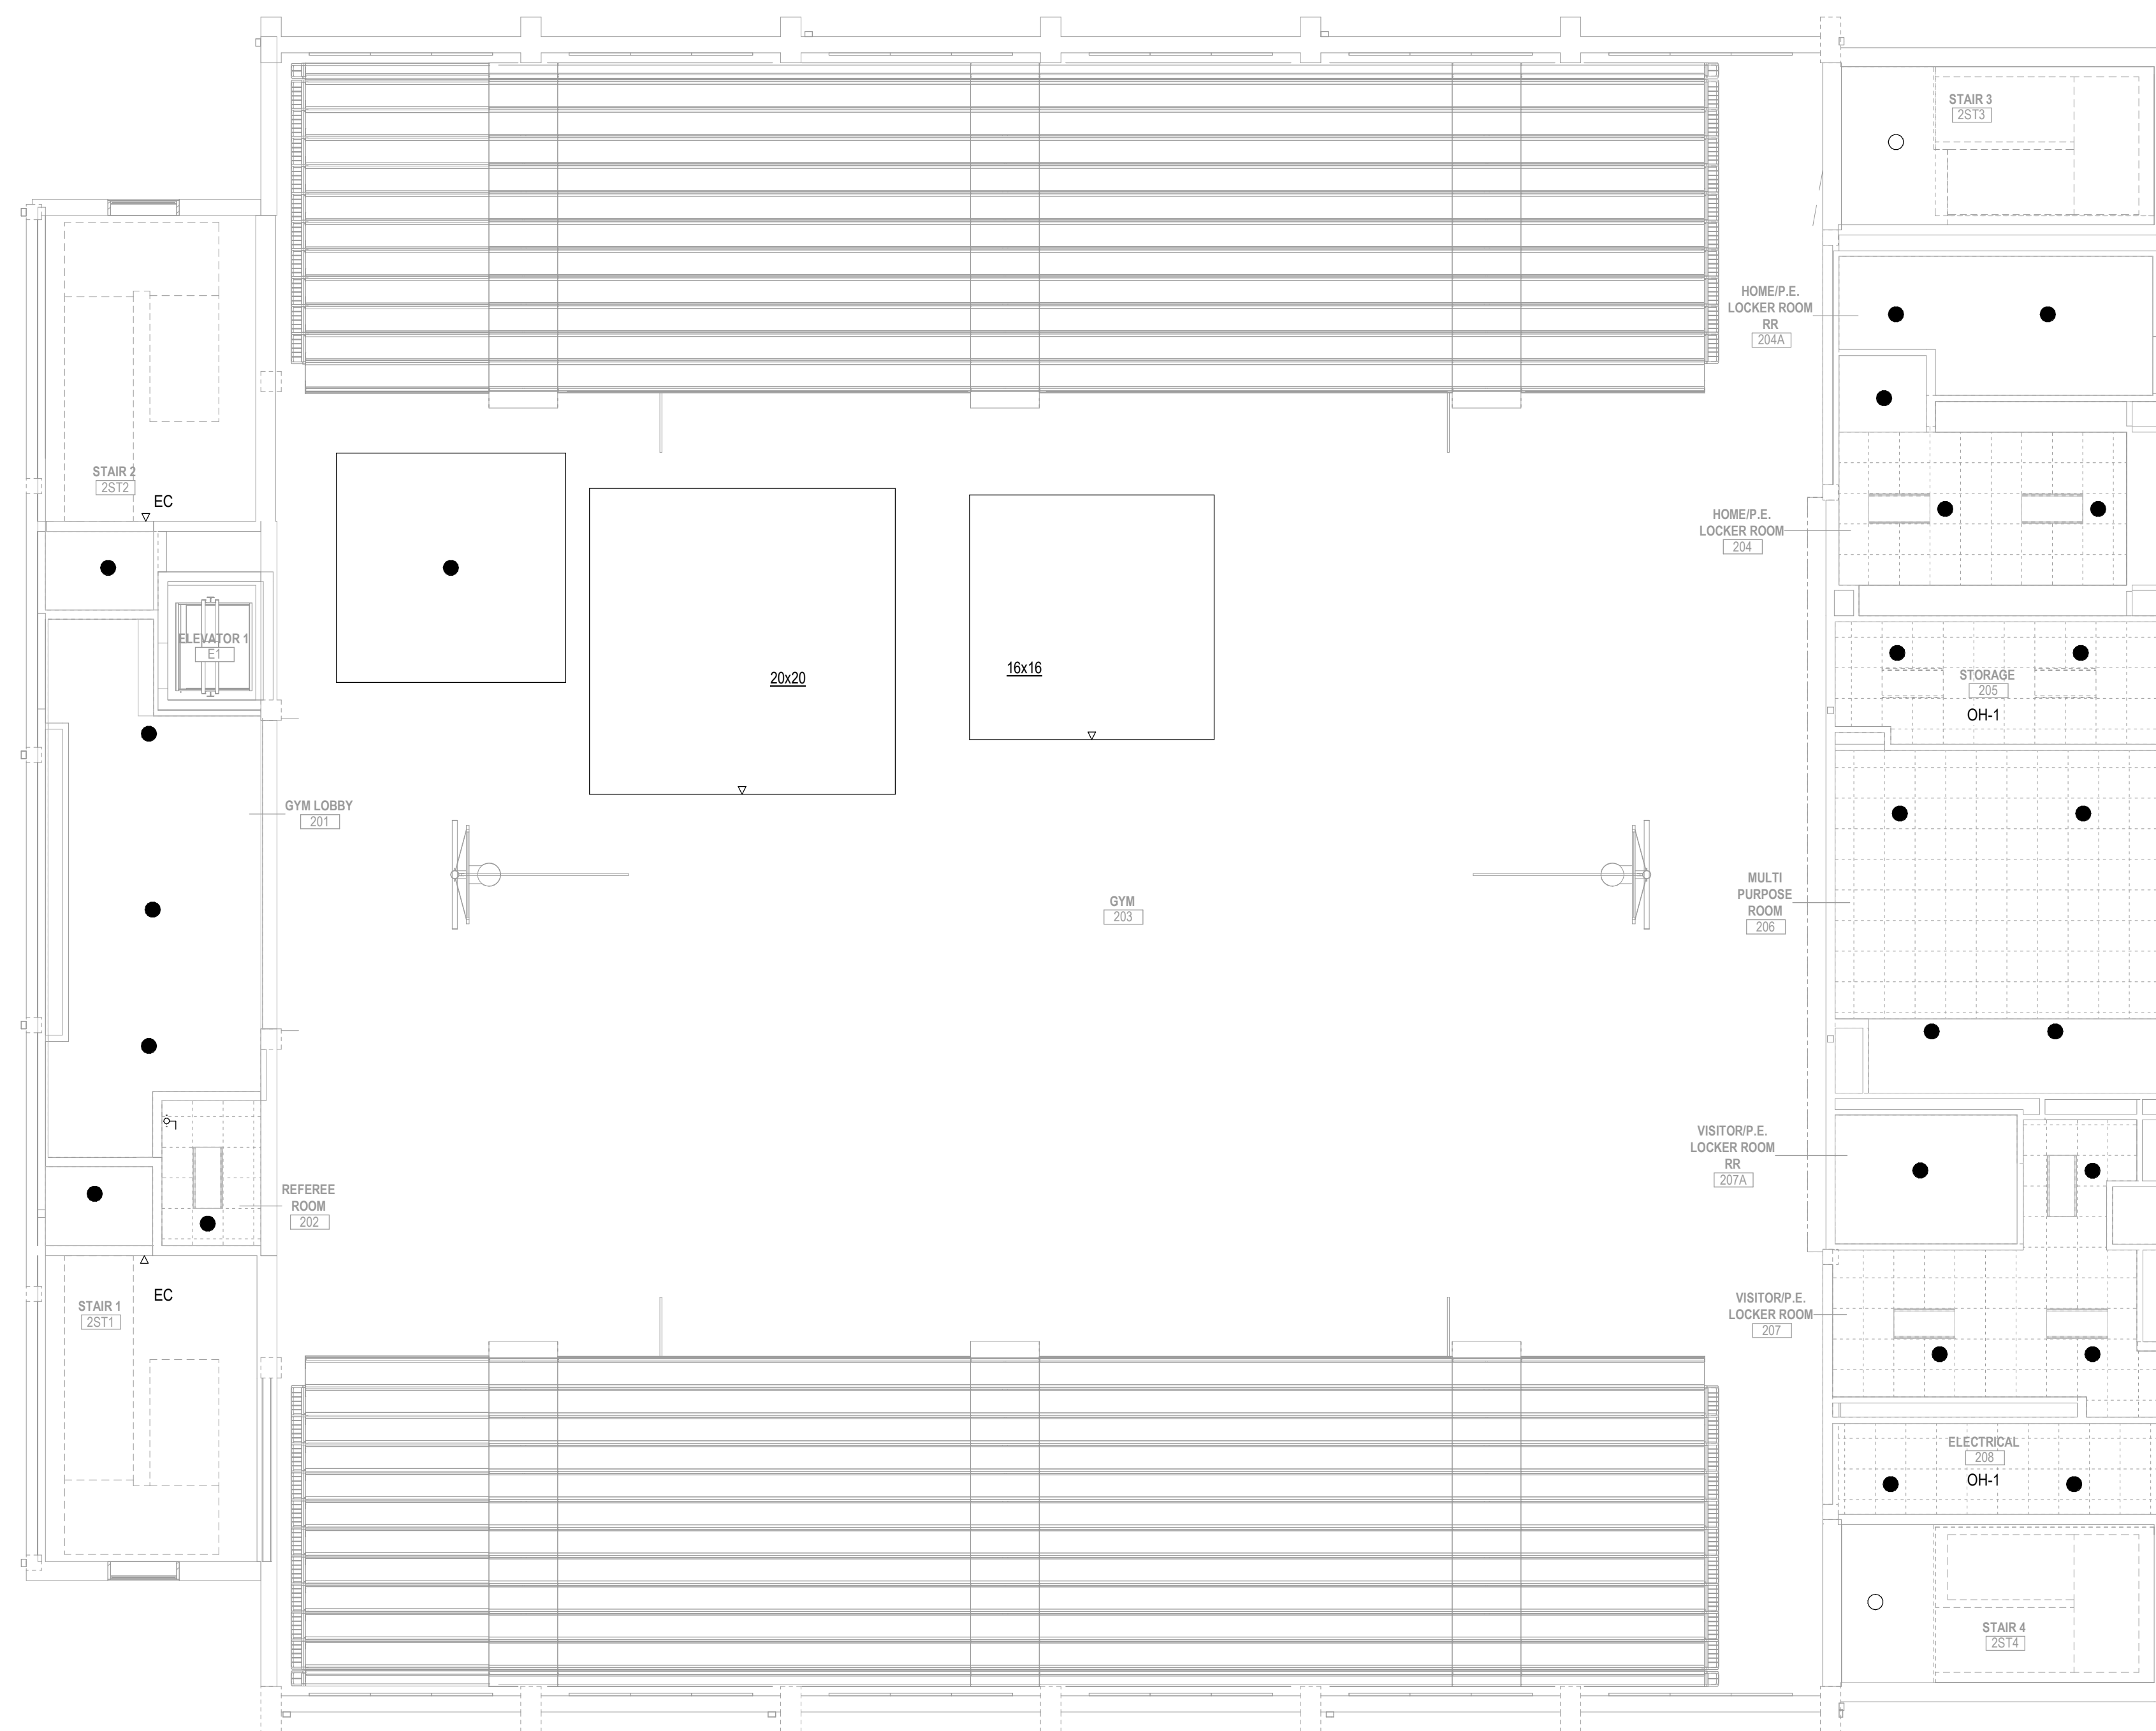 STAIR 3
2ST3
HOME/P.E.
LOCKER ROOM
RR
204A
STAIR 2
2ST2
EC
HOME/P.E.
LOCKER ROOM
204
ELEVATOR 1
E1
20x20
16x16
STORAGE
205
OH-1
GYM LOBBY
201
GYM
203
MULTI
PURPOSE
ROOM
206
VISITOR/P.E.
LOCKER ROOM
RR
207A
REFEREE
ROOM
202
EC
STAIR 1
2ST1
VISITOR/P.E.
LOCKER ROOM
207
ELECTRICAL
208
OH-1
STAIR 4
2ST4